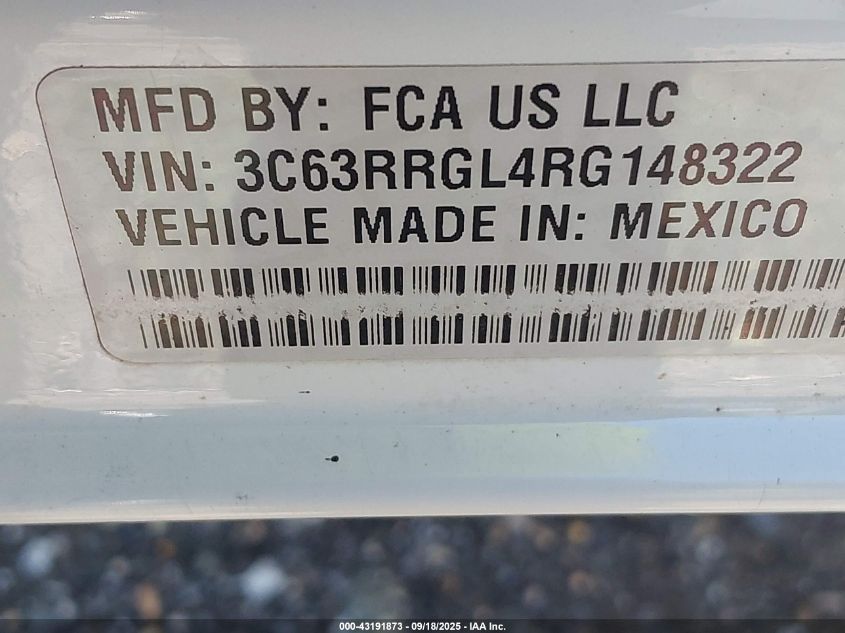 MFD BY: FCA US LLC
VIN: 3C63RRGL4RG148322
VEHICLE MADE IN: MEXICO
000-43191873 - 09/18/2025 - IAA Inc.